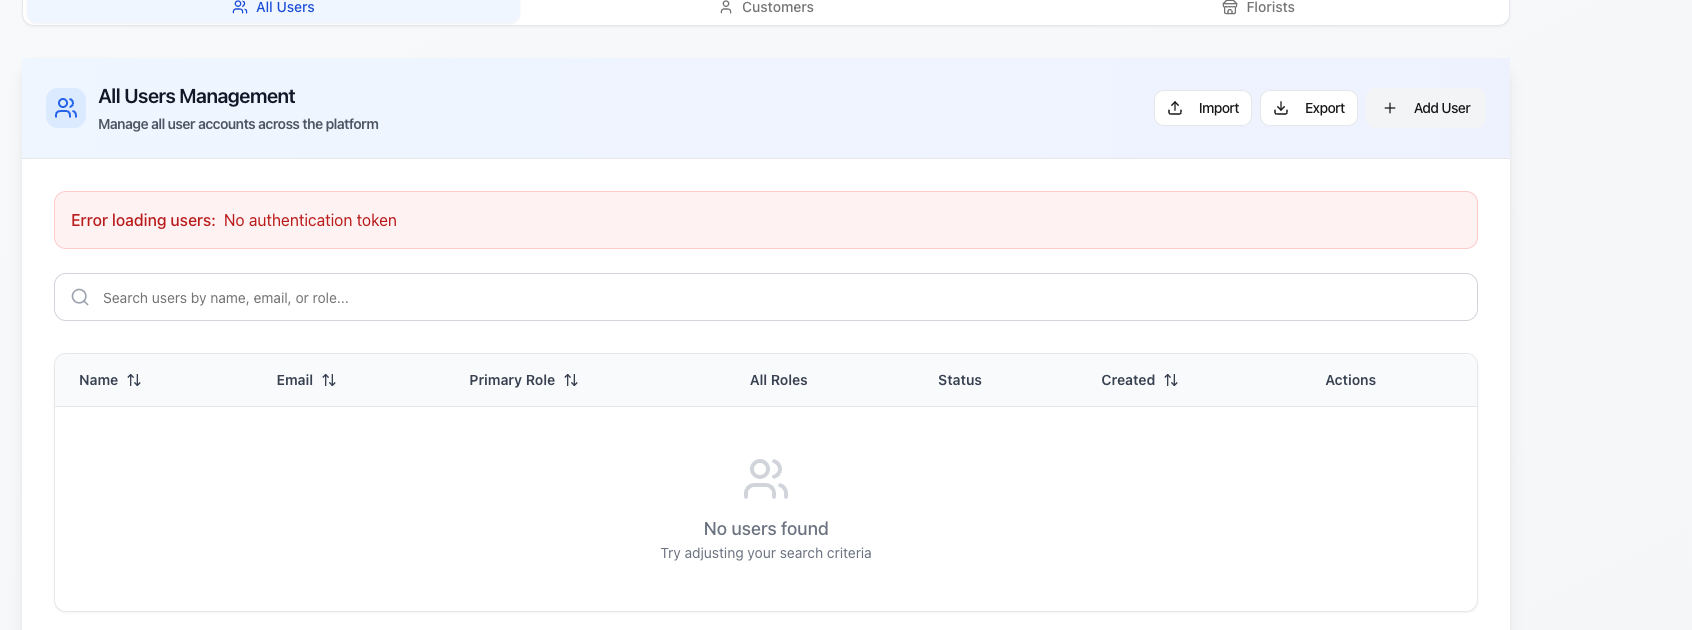 All Users
Customers
Florists
All Users Management
Manage all user accounts across the platform
Import
Export
Add User
Error loading users: No authentication token
Search users by name, email, or role...
Name
Email
Primary Role
All Roles
Status
Created
Actions
No users found
Try adjusting your search criteria